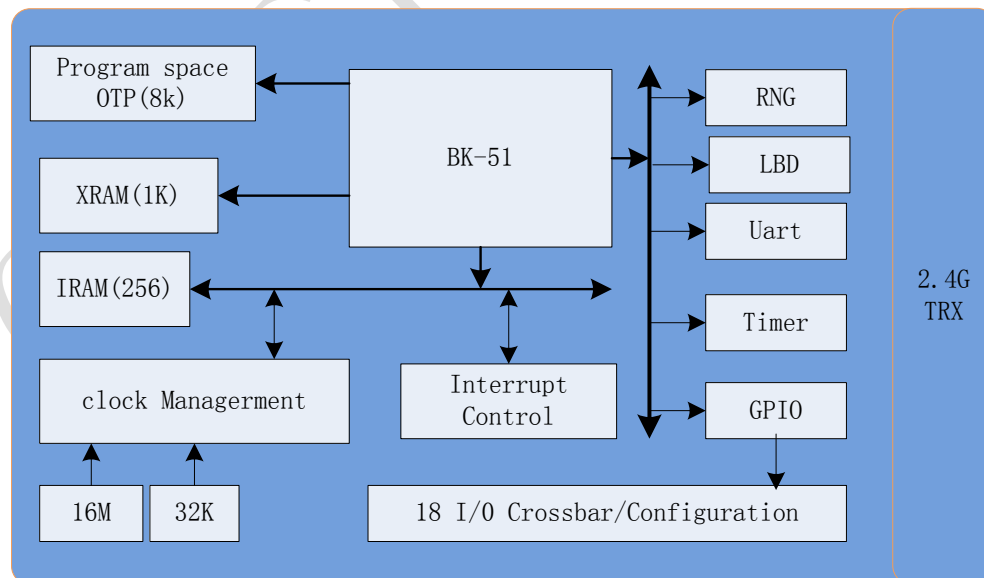 Program space
OTP(8k)
BK-51
RNG
XRAM(1K)
LBD
Uart
IRAM(256)
2.4G
TRX
Timer
clock Managerment
Interrupt
Control
GPIO
16M
32K
18 I/O Crossbar/Configuration